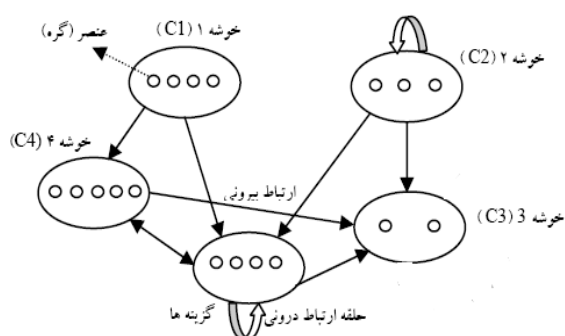 عنصر (گره)
خوشه ۱ (C1)
خوشه ۲ (C2)
خوشه ۴ (C4)
ارتباط بیرونی
خوشه 3 (C3)
گزینه ها
حلقه ارتباط درونی